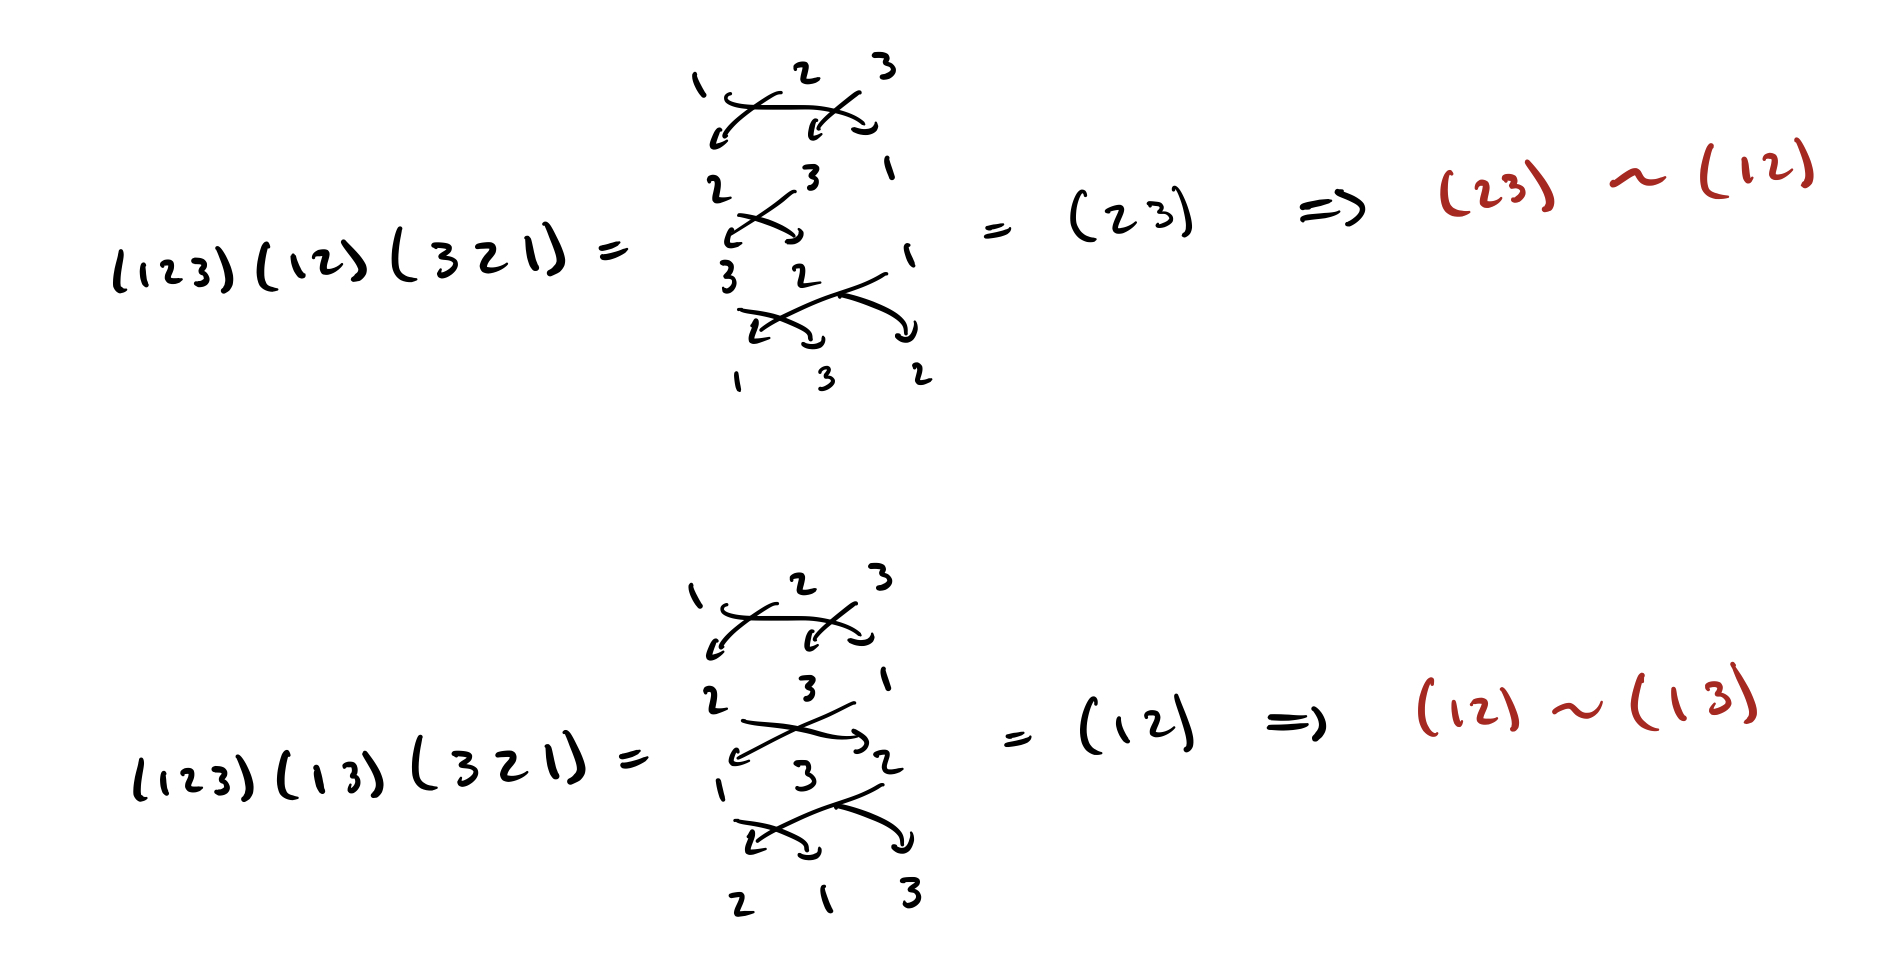 1 2 3
2 3 1
(123)(12)(321) = = (23) ⇒ (23) ~ (12)
3 2 1
1 3 2
1 2 3
2 3 1
(123)(13)(321) = = (12) ⇒ (12) ~ (13)
1 3 2
2 1 3